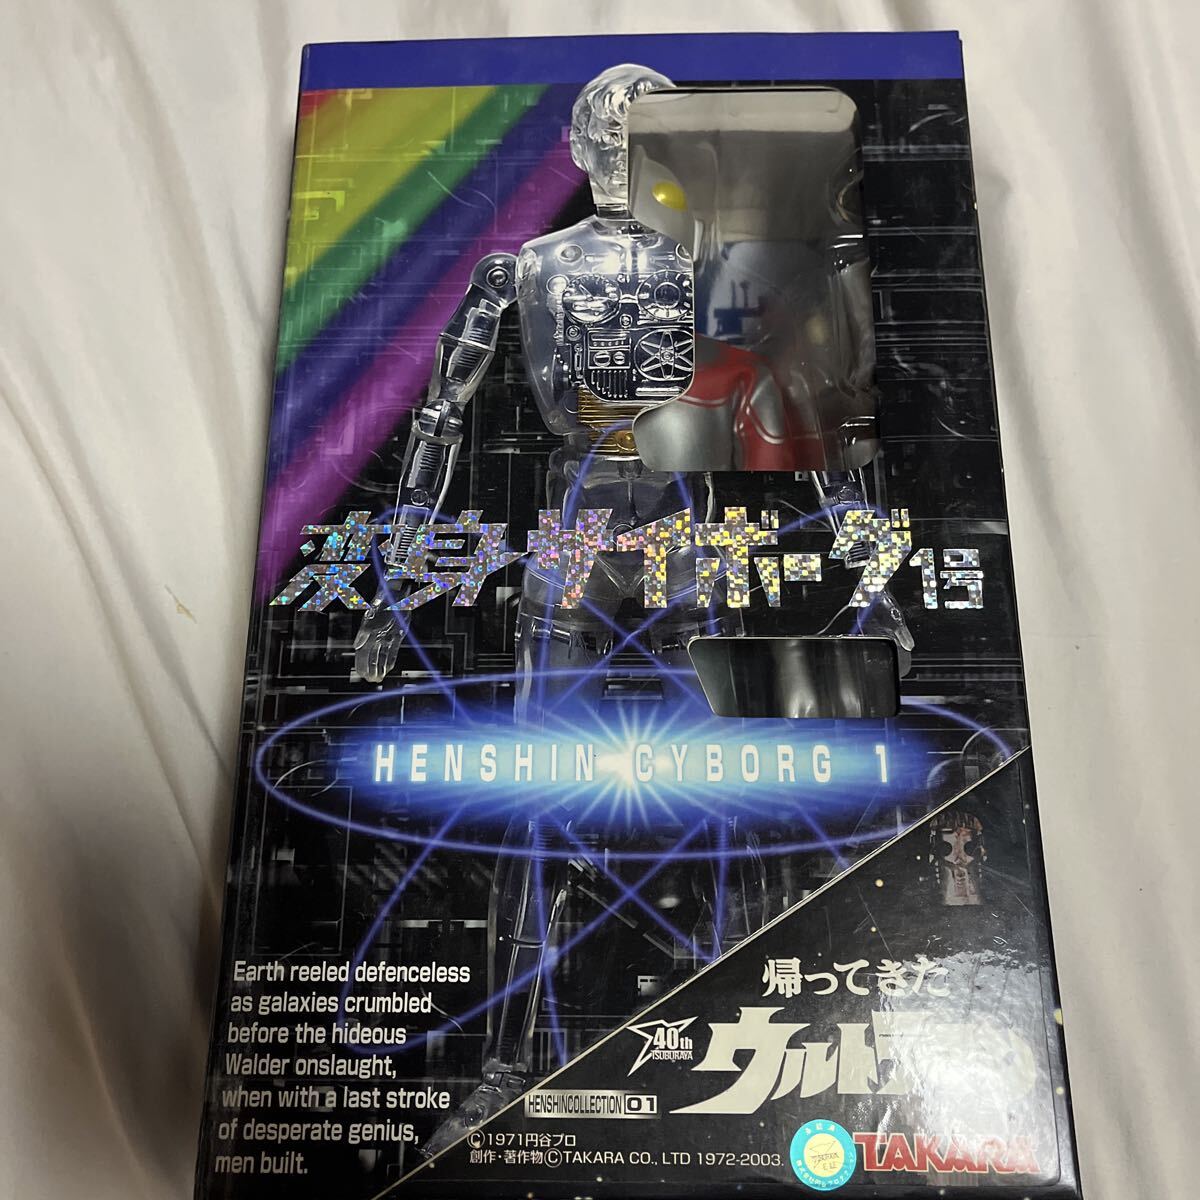 変身サイボーグ1号
HENSHIN CYBORG 1
Earth reeled defenceless
as galaxies crumbled
before the hideous
Walder onslaught,
when with a last stroke
of desperate genius,
men built.
帰ってきた
ウルトラマン
40th
TSUBURAYA
HENSHINCOLLECTION 01
©1971円谷プロ
創作・著作物©TAKARA CO., LTD 1972-2003.
TAKARA